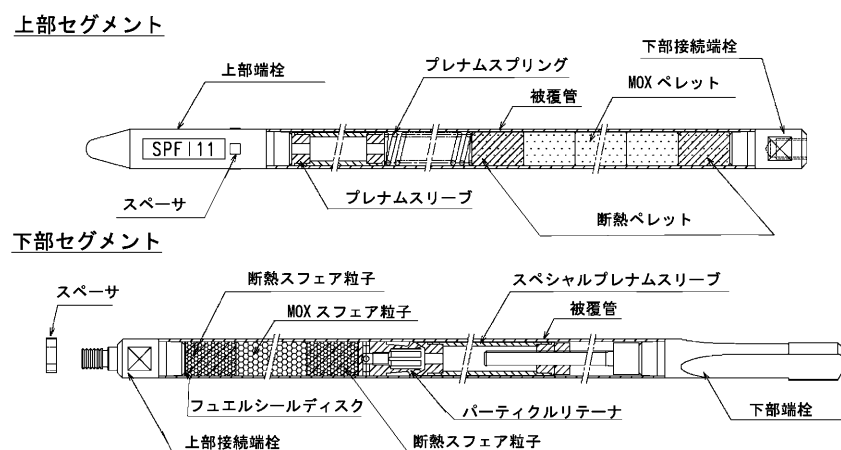 上部セグメント
上部端栓
プレナムスプリング
被覆管
MOX ペレット
下部接続端栓
SPF 11
スペーサ
プレナムスリーブ
断熱ペレット
下部セグメント
スペーサ
断熱スフェア粒子
MOX スフェア粒子
スペシャルプレナムスリーブ
被覆管
フュエルシールディスク
パーティクルリテーナ
下部端栓
上部接続端栓
断熱スフェア粒子